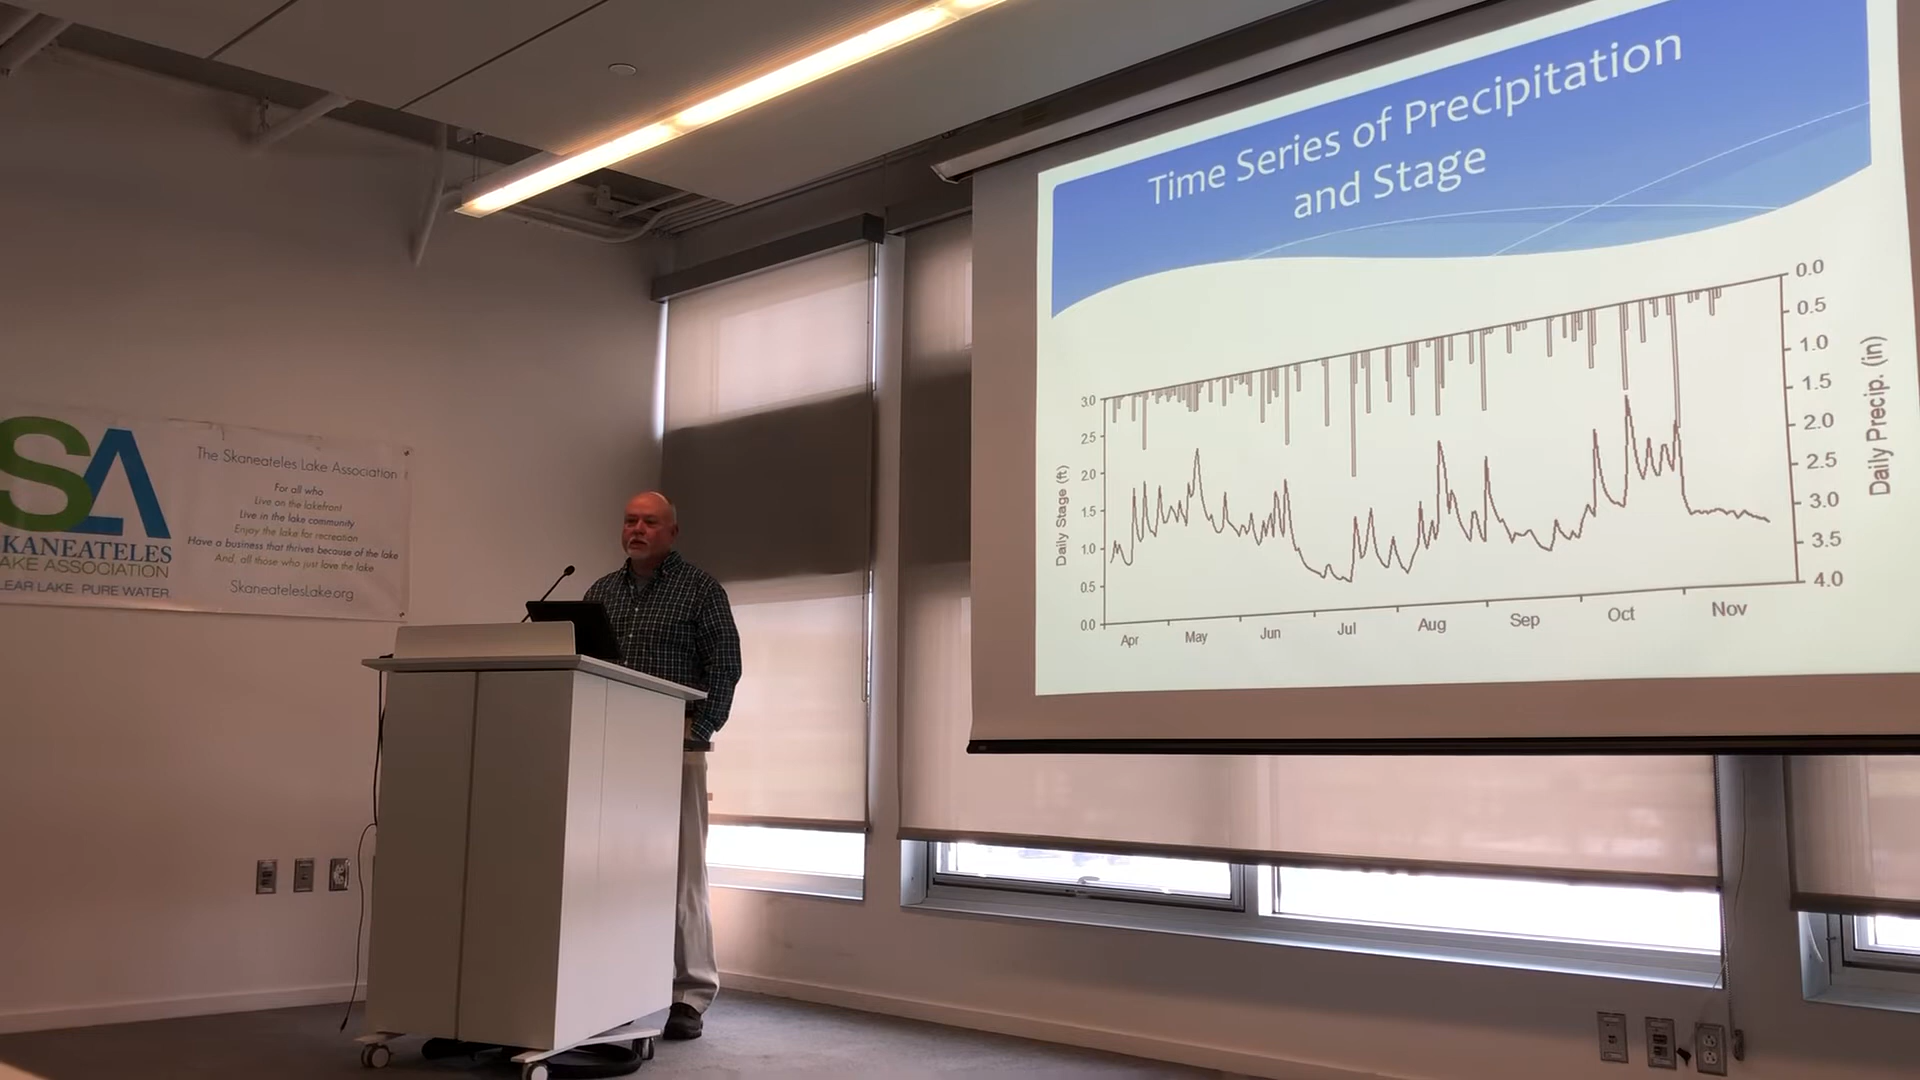 Time Series of Precipitation
and Stage
0.0
0.5
1.0
1.5
2.0
2.5
3.0
3.5
4.0
Daily Precip. (in)
3.0
2.5
2.0
1.5
1.0
0.5
0.0
Daily Stage (ft)
Apr
May
Jun
Jul
Aug
Sep
Oct
Nov
SA
KANEATELES
AKE ASSOCIATION
LEAR LAKE. PURE WATER.
The Skaneateles Lake Association
For all who
Live on the lakefront
Live in the lake community
Enjoy the lake for recreation
Have a business that thrives because of the lake
And, all those who just love the lake
SkaneatelesLake.org